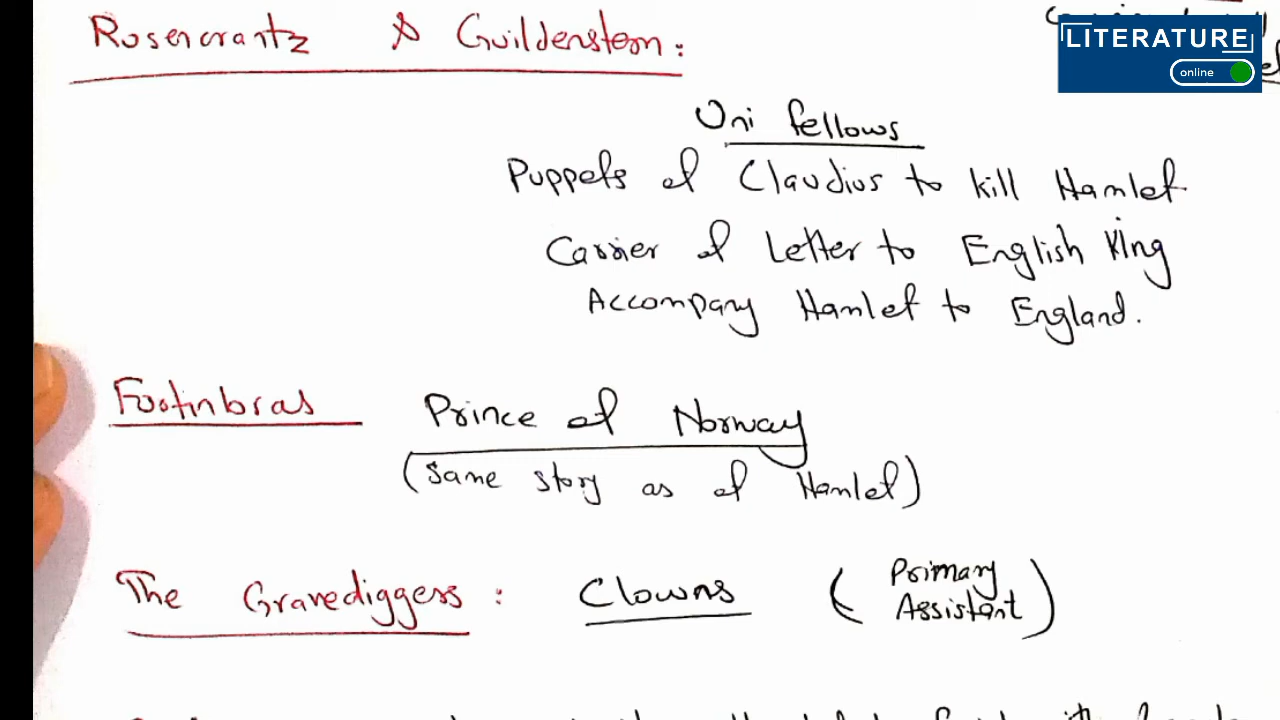 Rosencrantz & Guildenstern:
LITERATURE
online
Uni fellows
Puppets of Claudius to kill Hamlet
Carrier of Letter to English King
Accompany Hamlet to England.
Fortinbras Prince of Norway
(Same story as of Hamlet)
The Gravediggers: Clowns (Primary
Assistant)